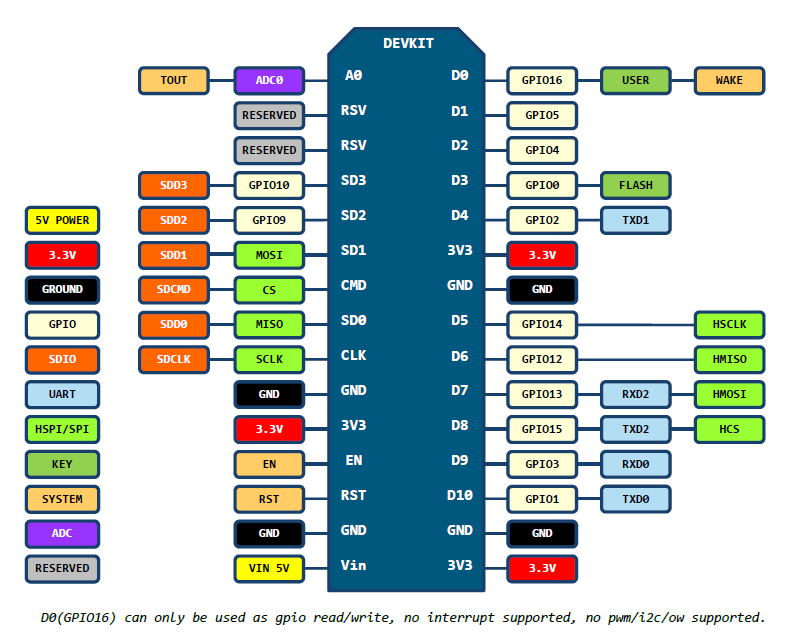 DEVKIT
TOUT ADC0 A0 D0 GPIO16 USER WAKE
RESERVED RSV D1 GPIO5
RESERVED RSV D2 GPIO4
SDD3 GPIO10 SD3 D3 GPIO0 FLASH
5V POWER SDD2 GPIO9 SD2 D4 GPIO2 TXD1
3.3V SDD1 MOSI SD1 3V3 3.3V
GROUND SDCMD CS CMD GND GND
GPIO SDD0 MISO SD0 D5 GPIO14 HSCLK
SDIO SDCLK SCLK CLK D6 GPIO12 HMISO
UART GND GND D7 GPIO13 RXD2 HMOSI
HSPI/SPI 3.3V 3V3 D8 GPIO15 TXD2 HCS
KEY EN EN D9 GPIO3 RXD0
SYSTEM RST RST D10 GPIO1 TXD0
ADC GND GND GND GND
RESERVED VIN 5V Vin 3V3 3.3V
D0(GPIO16) can only be used as gpio read/write, no interrupt supported, no pwm/i2c/ow supported.